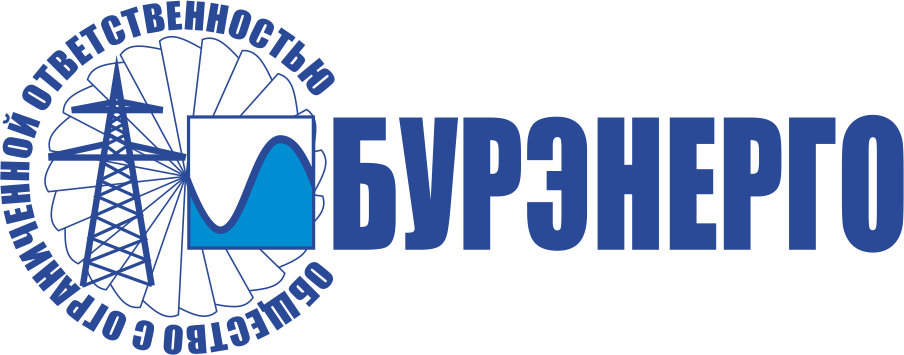 ОБЩЕСТВО С ОГРАНИЧЕННОЙ ОТВЕТСТВЕННОСТЬЮ
БУРЭНЕРГО